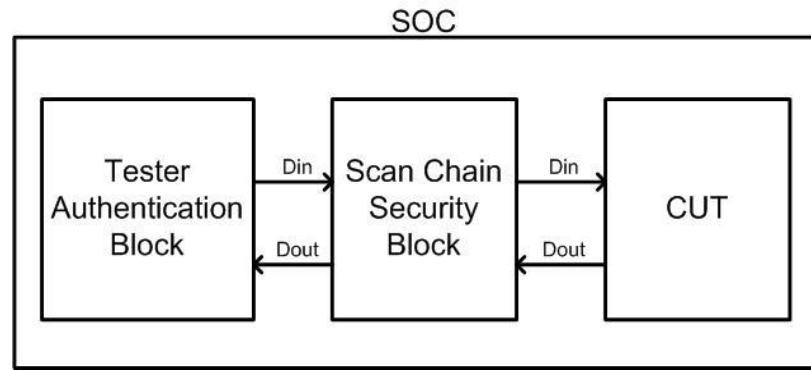 SOC
Tester
Authentication
Block
Din
Dout
Scan Chain
Security
Block
Din
Dout
CUT